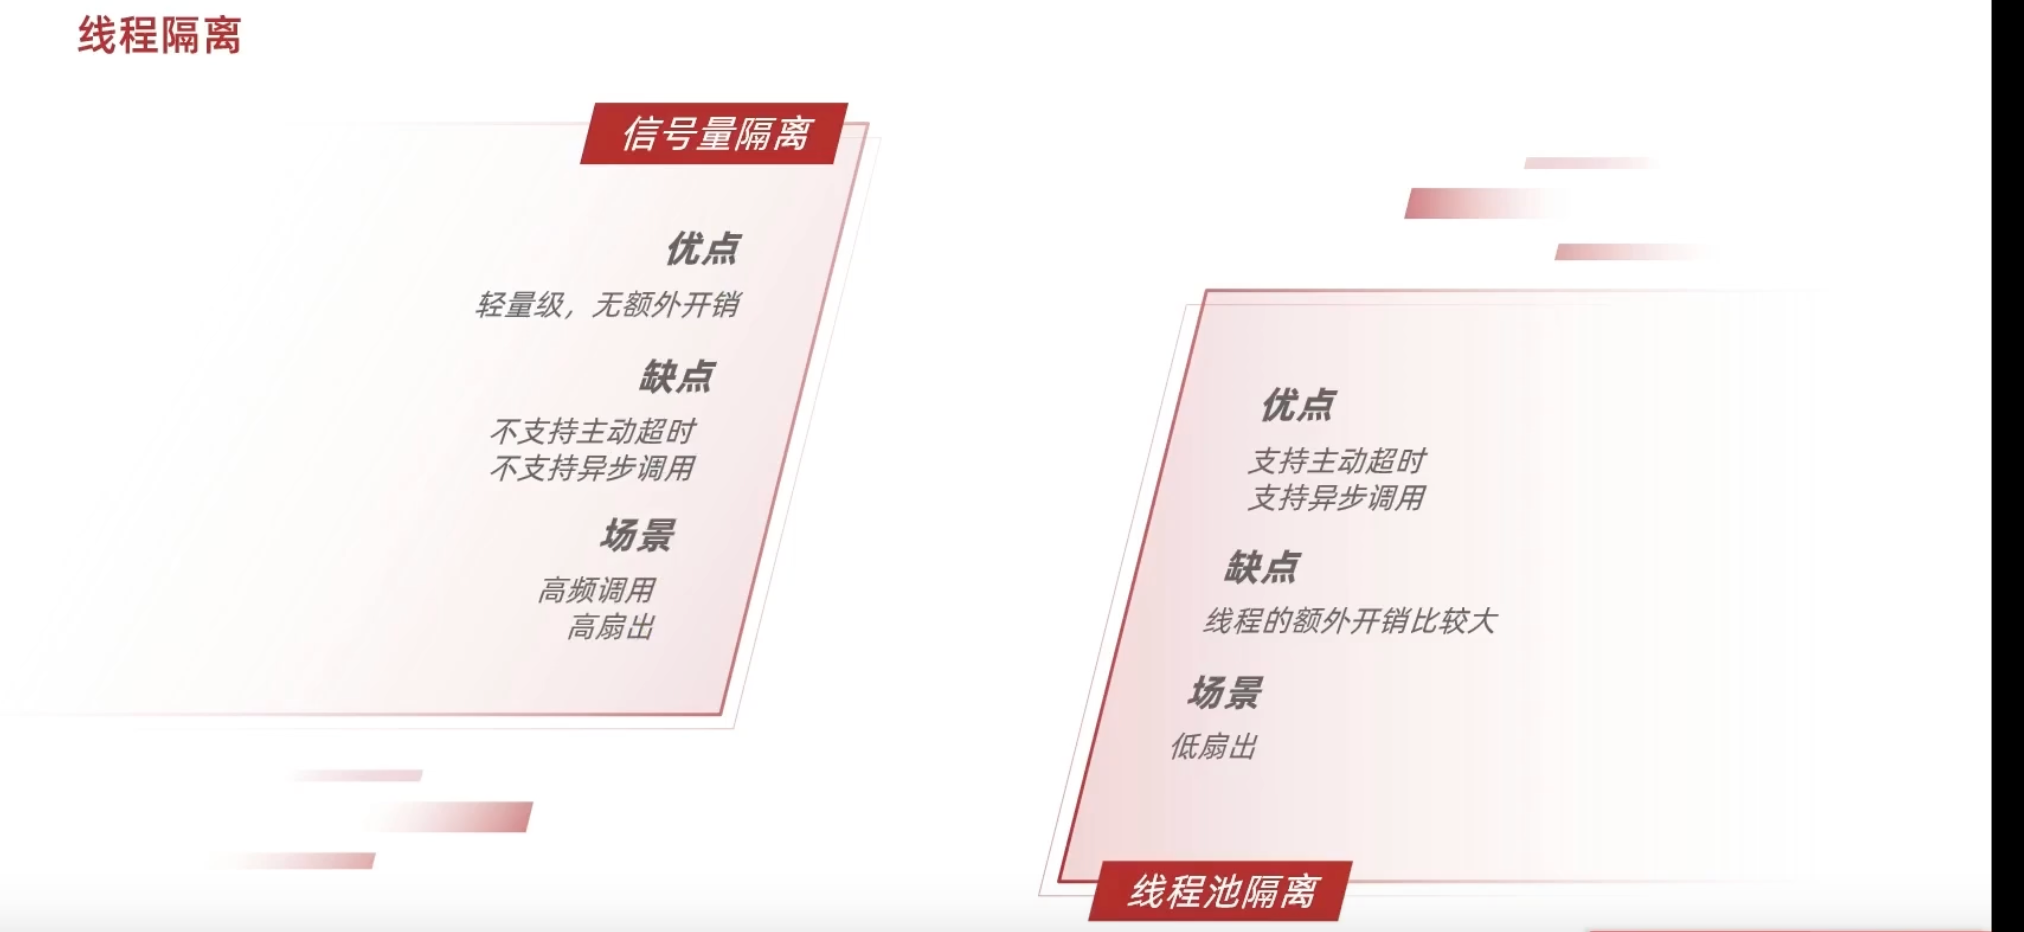 线程隔离
信号量隔离
优点
轻量级，无额外开销
缺点
不支持主动超时
不支持异步调用
场景
高频调用
高扇出
优点
支持主动超时
支持异步调用
缺点
线程的额外开销比较大
场景
低扇出
线程池隔离